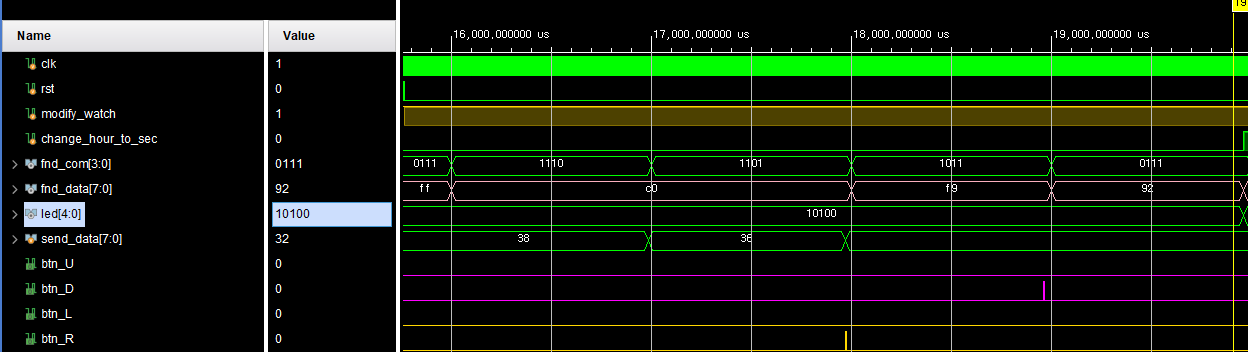 19
Name Value
16,000,000000 us 17,000,000000 us 18,000,000000 us 19,000,000000 us
clk 1
rst 0
modify_watch 1
change_hour_to_sec 0
fnd_com[3:0] 0111 0111 1110 1101 1011 0111
fnd_data[7:0] 92 ff c0 f9 92
led[4:0] 10100 10100
send_data[7:0] 32 38 36
btn_U 0
btn_D 0
btn_L 0
btn_R 0